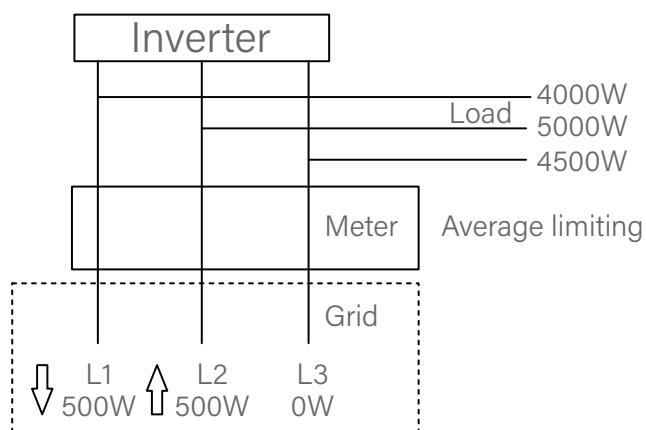 Inverter
4000W
Load
5000W
4500W
Meter
Average limiting
Grid
L1 L2 L3
500W 500W 0W